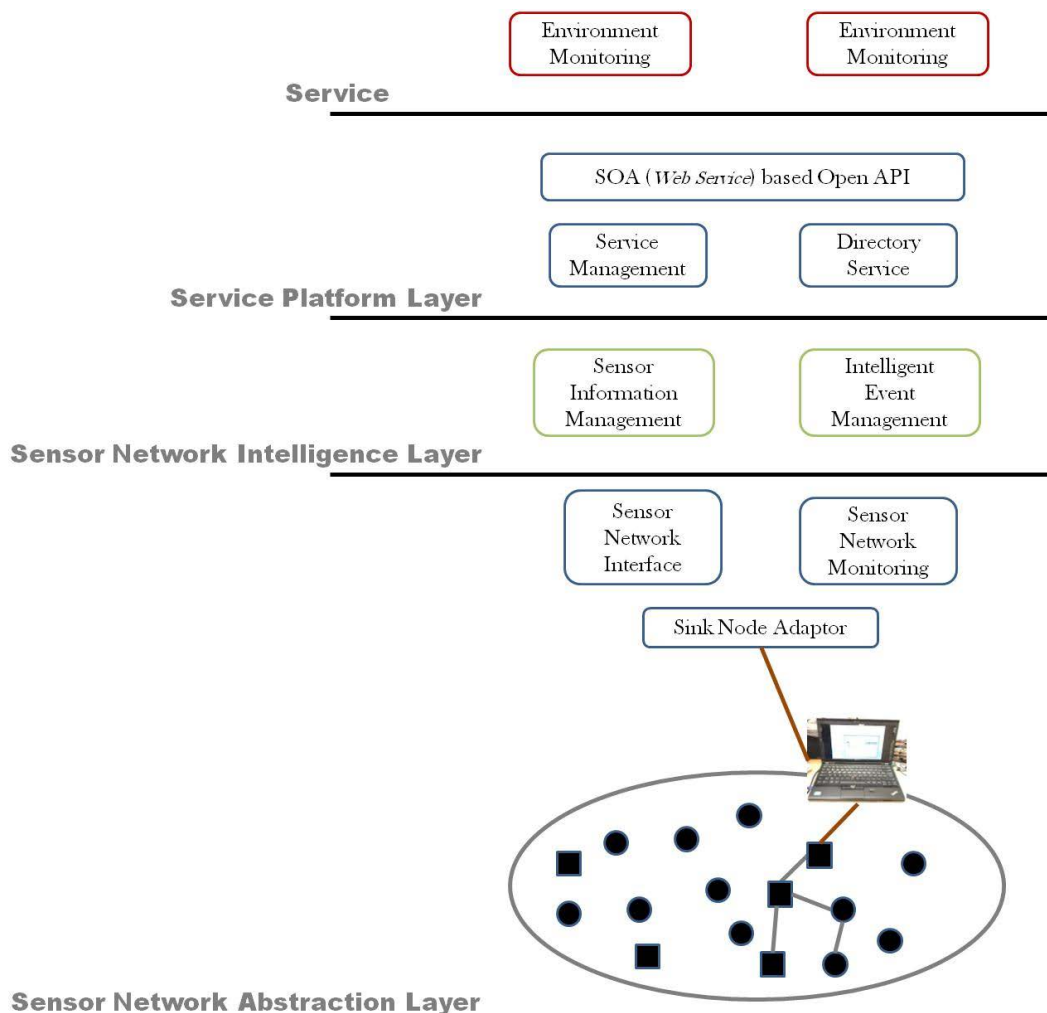 Environment
Monitoring
Environment
Monitoring
Service
SOA (Web Service) based Open API
Service
Management
Directory
Service
Service Platform Layer
Sensor
Information
Management
Intelligent
Event
Management
Sensor Network Intelligence Layer
Sensor
Network
Interface
Sensor
Network
Monitoring
Sink Node Adaptor
Sensor Network Abstraction Layer